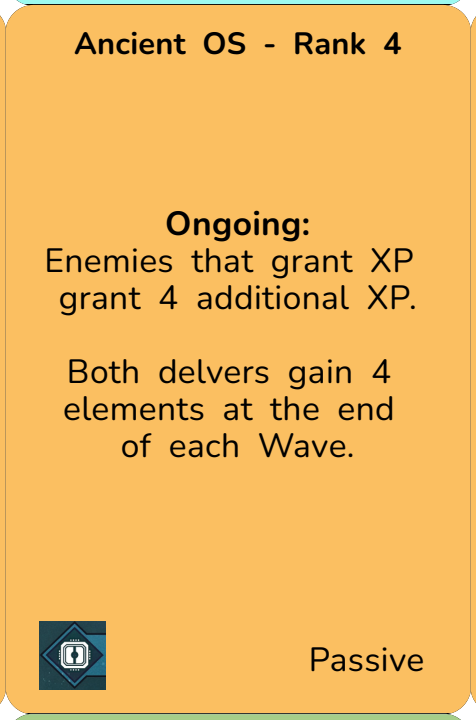 Ancient OS - Rank 4
Ongoing:
Enemies that grant XP
grant 4 additional XP.
Both delvers gain 4
elements at the end
of each Wave.
Passive